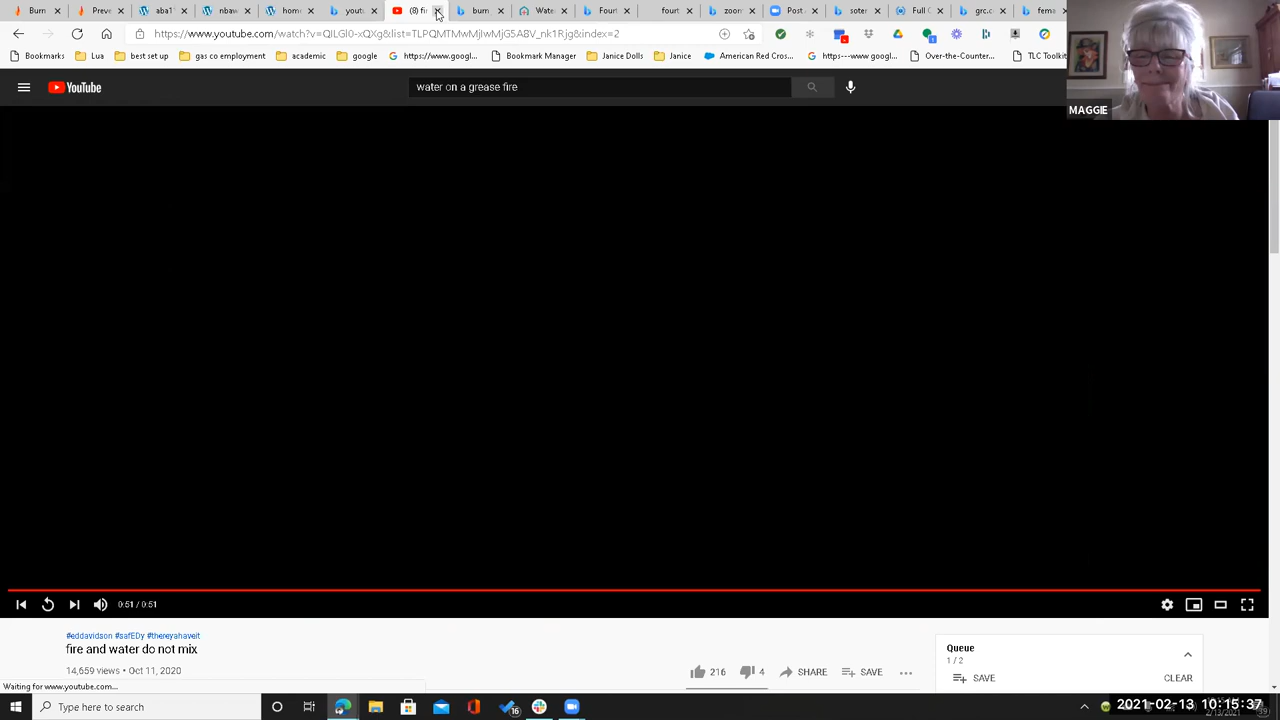 Burn
Preve
aba1
nbaw
home
yout
(8) fi
burn
Wate
Four
fourt
zoom
Post
soter
Full C
grc.c
fema
https://www.youtube.com/watch?v=QILGI0-xQXg&list=TLPQMTMwMjIwMjG5ABV_nk1Rjg&index=2
Bookmarks
Lua
best set up
gas co employment
academic
google
https://www.googl...
Bookmark Manager
Janice Dolls
Janice
American Red Cros...
https---www googl...
Over-the-Counter...
TLC Toolkit
YouTube
water on a grease fire
MAGGIE
0:51 / 0:51
#eddavidson #safEDy #thereyahaveit
fire and water do not mix
14,659 views • Oct 11, 2020
216
4
SHARE
SAVE
Queue
1 / 2
SAVE
CLEAR
Waiting for www.youtube.com...
Type here to search
16
2021-02-13 10:15:37